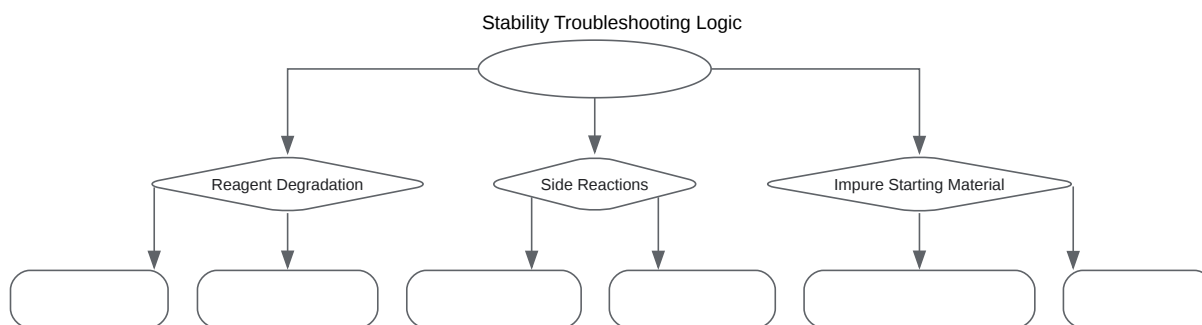 Stability Troubleshooting Logic
Reagent Degradation
Side Reactions
Impure Starting Material